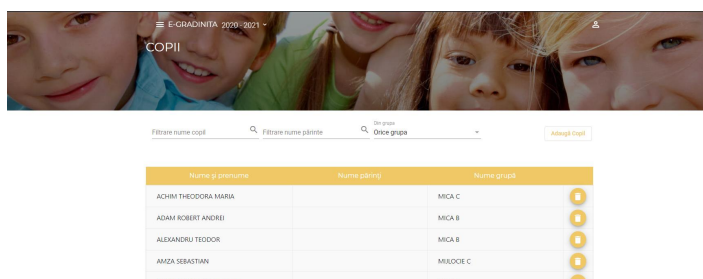 E-GRADINITA 2020-2021
COPII
Filtrare nume copil
Filtrare nume părinte
Din grupa
Orice grupa
Adaugă Copil
Nume și prenume Nume părinți Nume grupă
ACHIM THEODORA MARIA MICA C
ADAM ROBERT ANDREI MICA B
ALEXANDRU TEODOR MICA B
AMZA SEBASTIAN MIJLOCIE C